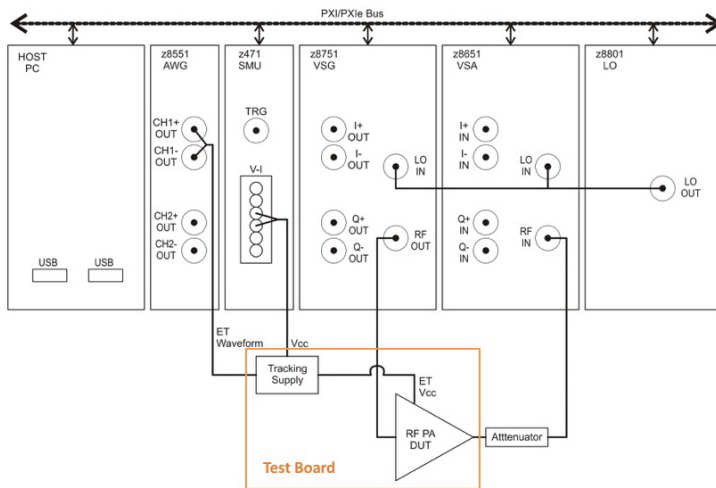 PXI/PXIe Bus
HOST
PC
USB
USB
z8551
AWG
CH1+
OUT
CH1-
OUT
CH2+
OUT
CH2-
OUT
z471
SMU
TRG
V-I
z8751
VSG
I+
OUT
I-
OUT
LO
IN
Q+
OUT
Q-
OUT
RF
OUT
z8651
VSA
I+
IN
I-
IN
LO
IN
Q+
IN
Q-
IN
RF
IN
z8801
LO
LO
OUT
ET
Waveform
Vcc
Tracking
Supply
ET
Vcc
RF PA
DUT
Atttenuator
Test Board